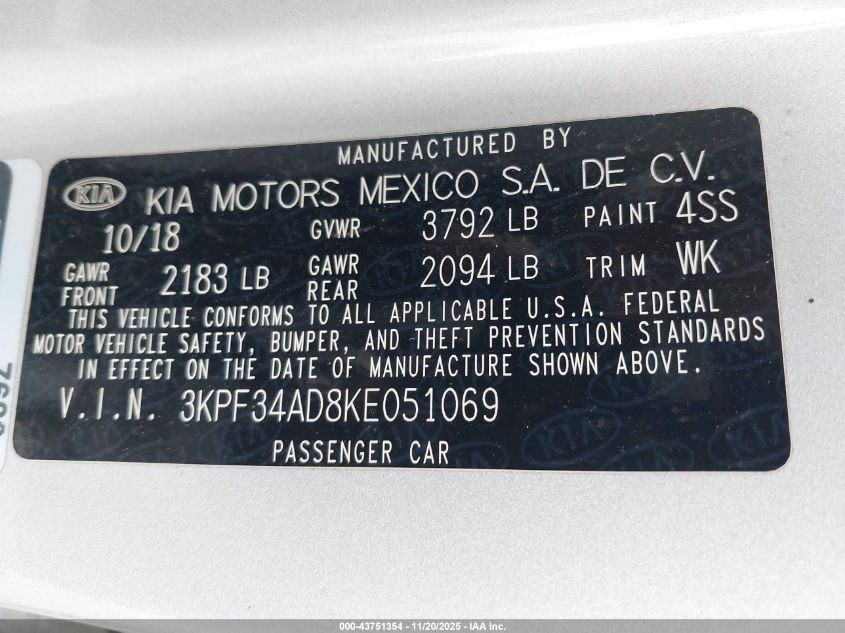 MANUFACTURED BY
KIA KIA MOTORS MEXICO S.A. DE C.V.
10/18 GVWR 3792 LB PAINT 4SS
GAWR FRONT 2183 LB GAWR REAR 2094 LB TRIM WK
THIS VEHICLE CONFORMS TO ALL APPLICABLE U.S.A. FEDERAL
MOTOR VEHICLE SAFETY, BUMPER, AND THEFT PREVENTION STANDARDS
IN EFFECT ON THE DATE OF MANUFACTURE SHOWN ABOVE.
V.I.N. 3KPF34AD8KE051069
PASSENGER CAR
000-43751354 - 11/20/2025 - IAA Inc.